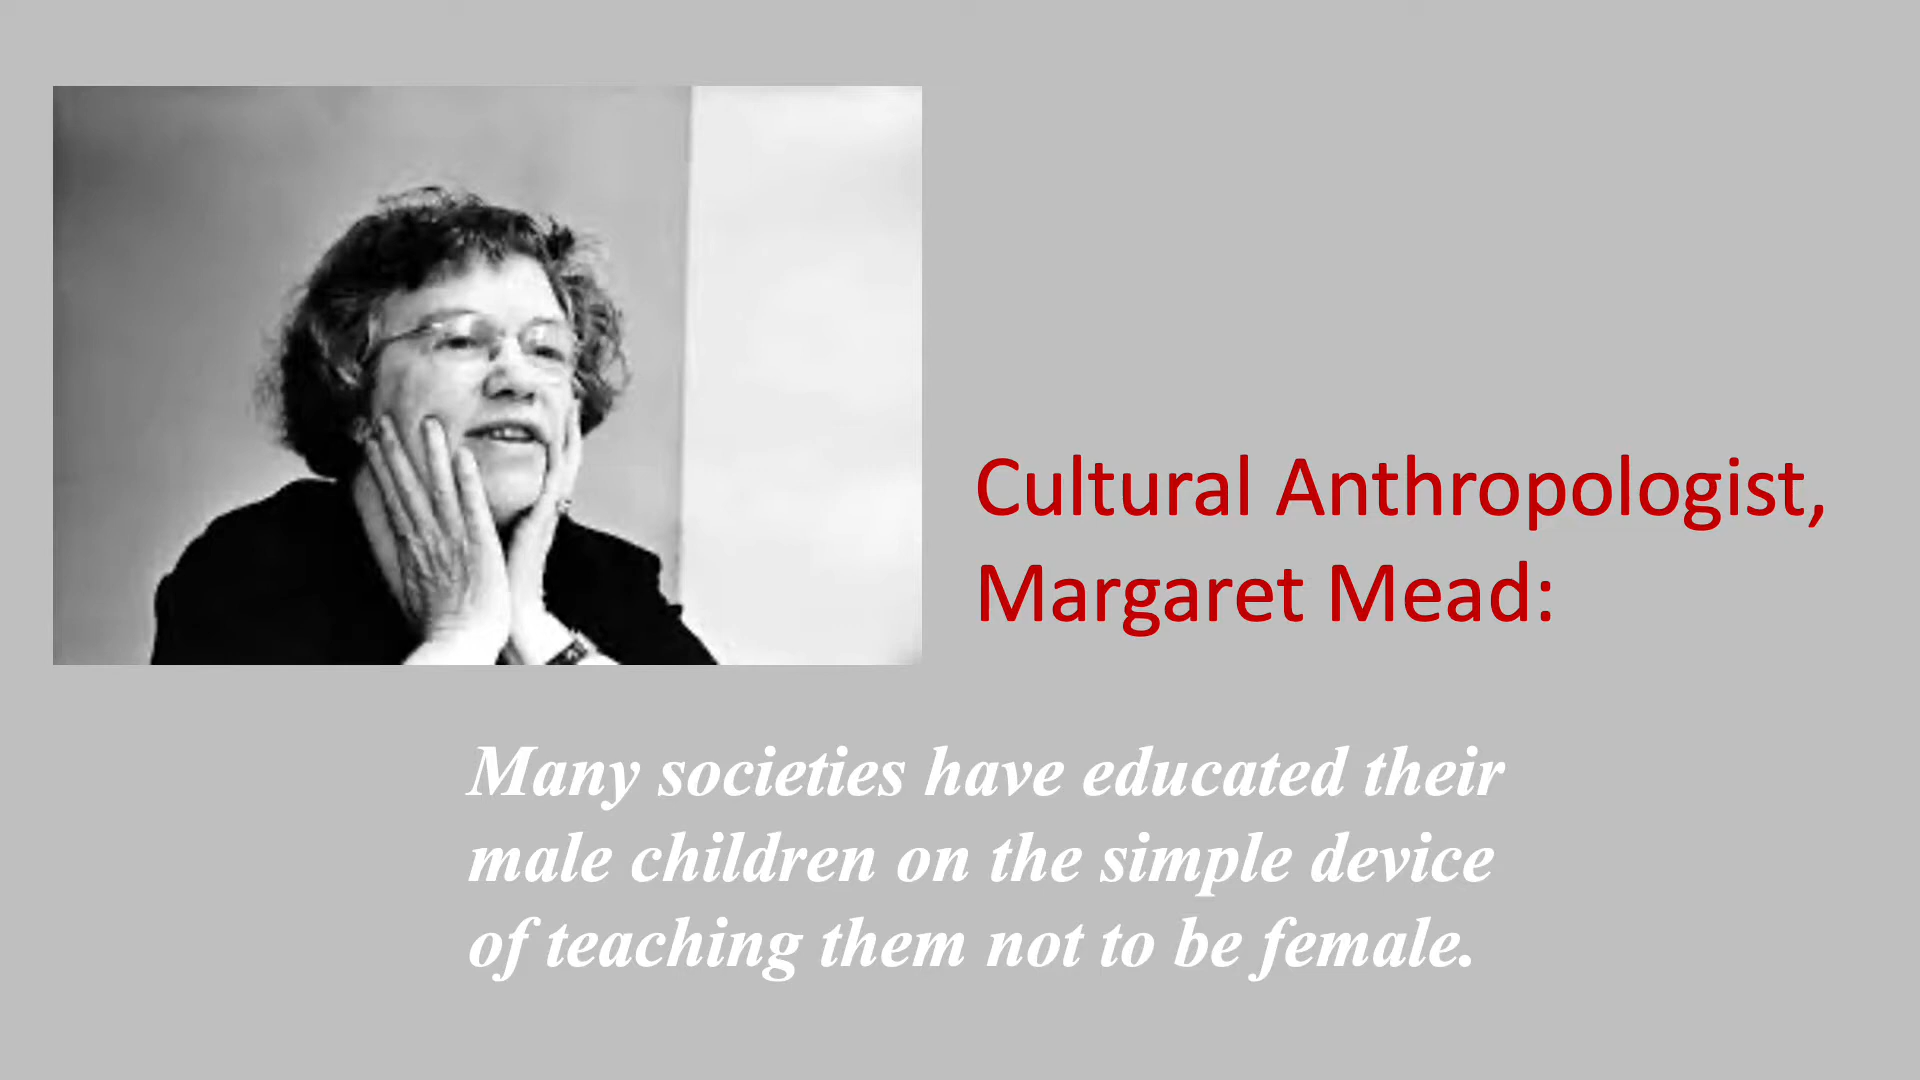 Cultural Anthropologist,
Margaret Mead:
Many societies have educated their
male children on the simple device
of teaching them not to be female.